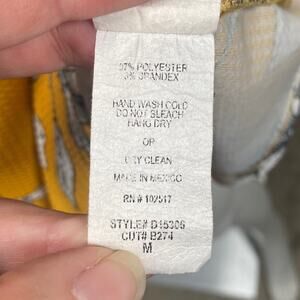 97% POLYESTER
3% SPANDEX
HAND WASH COLD
DO NOT BLEACH
HANG DRY
OR
DRY CLEAN
MADE IN MEXICO
RN # 102517
STYLE# D15306
CUT# B274
M